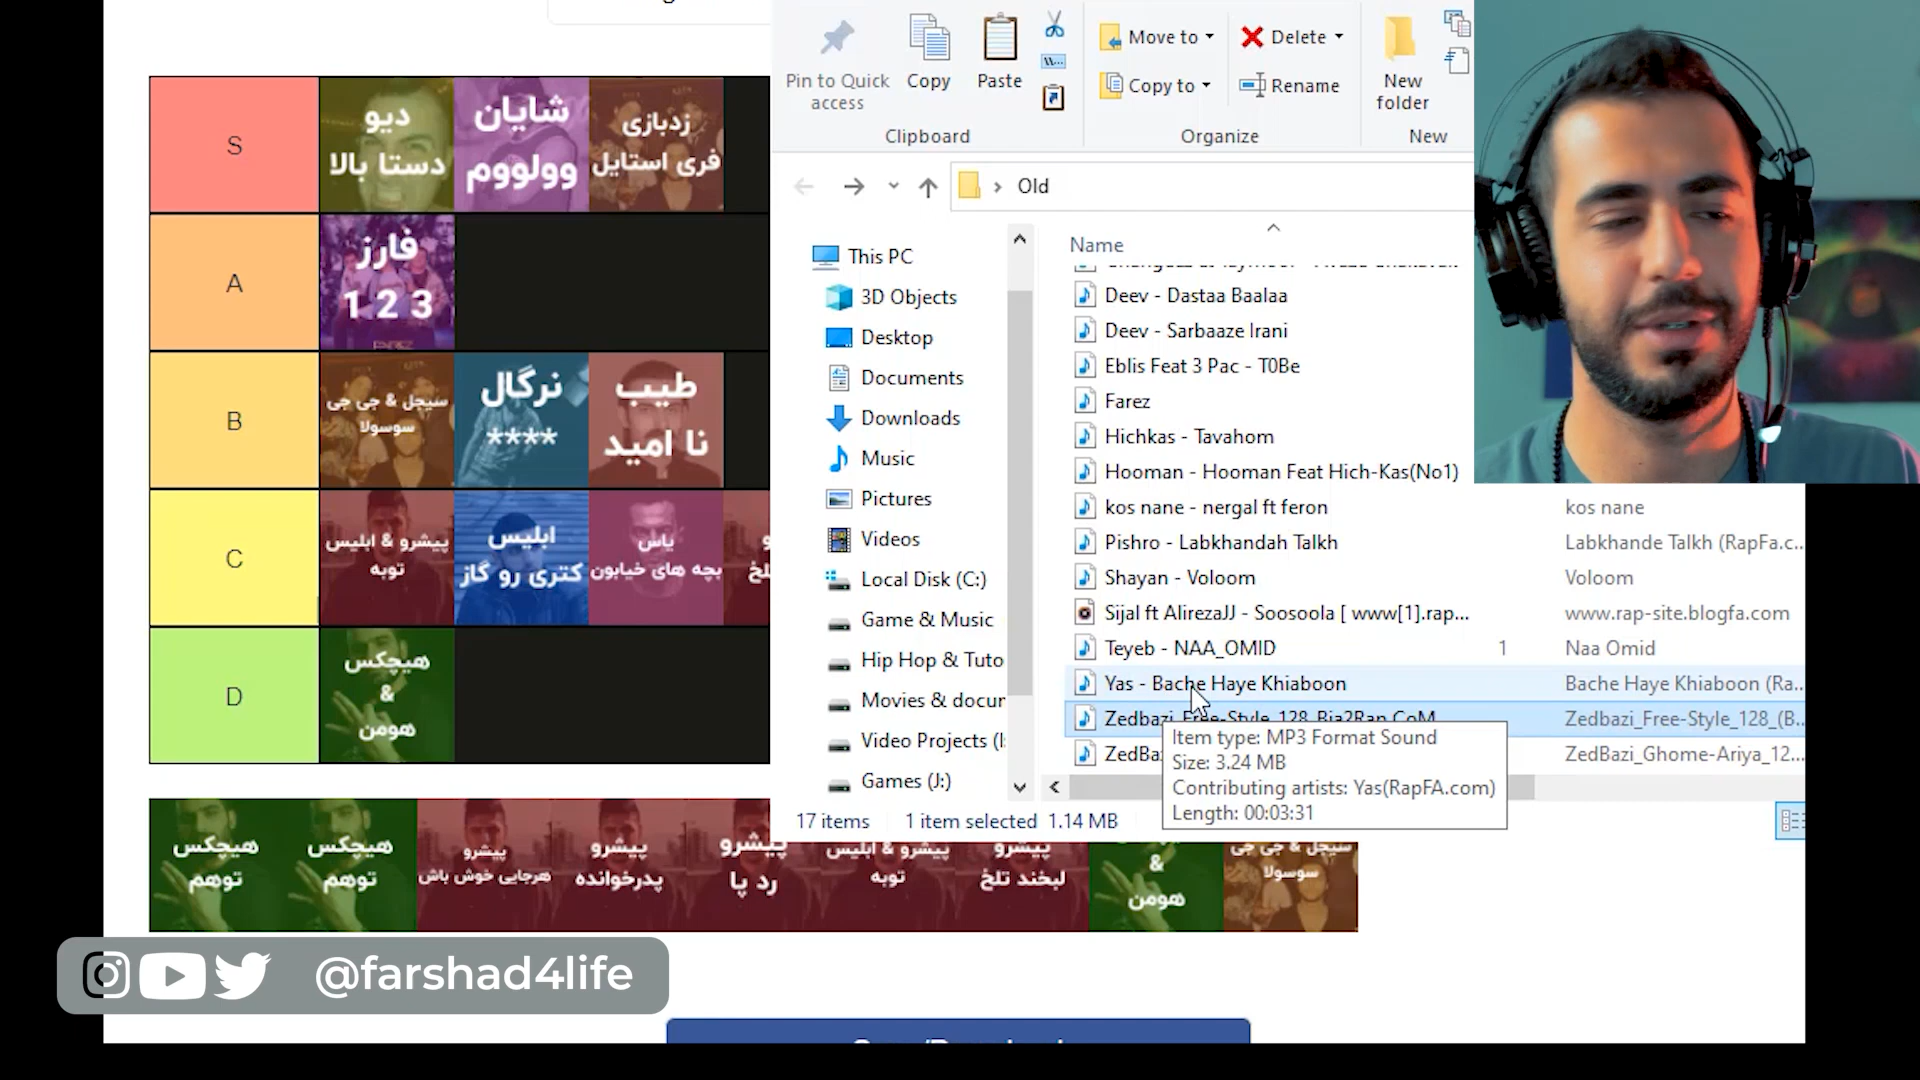 S
دیو
دستا بالا
شایان
وولووم
زدبازی
فری استایل
A
فارز
1 2 3
FAREZ
B
سیجل & جی جی
سوسولا
نرگال
****
طیب
نا امید
C
پیشرو & ابلیس
توبه
ابلیس
کتری رو گاز
یاس
بچه های خیابون
D
هیچکس
&
هومن
هیچکس
توهم
هیچکس
توهم
پیشرو
هرجایی خوش باش
پیشرو
پدرخوانده
پیشرو
رد پا
پیشرو & ابلیس
توبه
پیشرو
لبخند تلخ
&
هومن
سیجل & جی جی
سوسولا
Pin to Quick
access
Copy
Paste
Clipboard
Move to
Copy to
Delete
Rename
Organize
New
folder
New
Old
This PC
3D Objects
Desktop
Documents
Downloads
Music
Pictures
Videos
Local Disk (C:)
Game & Music
Hip Hop & Tuto
Movies & docur
Video Projects (I:
Games (J:)
Name
Deev - Dastaa Baalaa
Deev - Sarbaaze Irani
Eblis Feat 3 Pac - T0Be
Farez
Hichkas - Tavahom
Hooman - Hooman Feat Hich-Kas(No1)
kos nane - nergal ft feron kos nane
Pishro - Labkhandah Talkh Labkhande Talkh (RapFa.c...
Shayan - Voloom Voloom
Sijal ft AlirezaJJ - Soosoola [ www[1].rap... www.rap-site.blogfa.com
Teyeb - NAA_OMID 1 Naa Omid
Yas - Bache Haye Khiaboon Bache Haye Khiaboon (Ra...
Zedbazi_Free-Style_128_Bia2Rap.CoM Zedbazi_Free-Style_128_(B...
ZedBa ZedBazi_Ghome-Ariya_12...
Item type: MP3 Format Sound
Size: 3.24 MB
Contributing artists: Yas(RapFA.com)
Length: 00:03:31
17 items 1 item selected 1.14 MB
@farshad4life